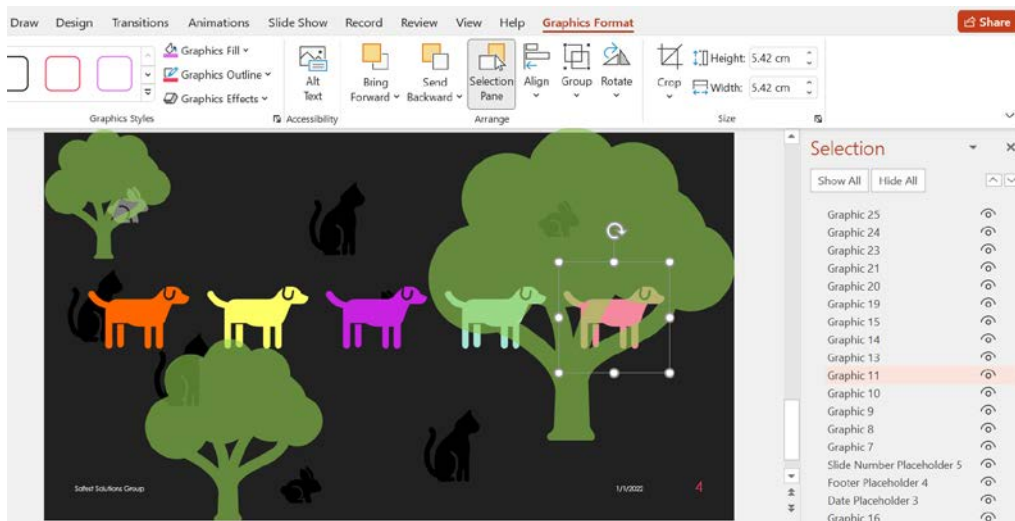 Draw Design Transitions Animations Slide Show Record Review View Help Graphics Format Share
Graphics Fill
Graphics Outline
Graphics Effects
Alt Text
Bring Forward
Send Backward
Selection Pane
Align
Group
Rotate
Crop
Height: 5.42 cm
Width: 5.42 cm
Graphics Styles Accessibility Arrange Size
Selection
Show All Hide All
Graphic 25
Graphic 24
Graphic 23
Graphic 21
Graphic 20
Graphic 19
Graphic 15
Graphic 14
Graphic 13
Graphic 11
Graphic 10
Graphic 9
Graphic 8
Graphic 7
Slide Number Placeholder 5
Footer Placeholder 4
Date Placeholder 3
Graphic 16
Safest Solutions Group 1/1/2022 4